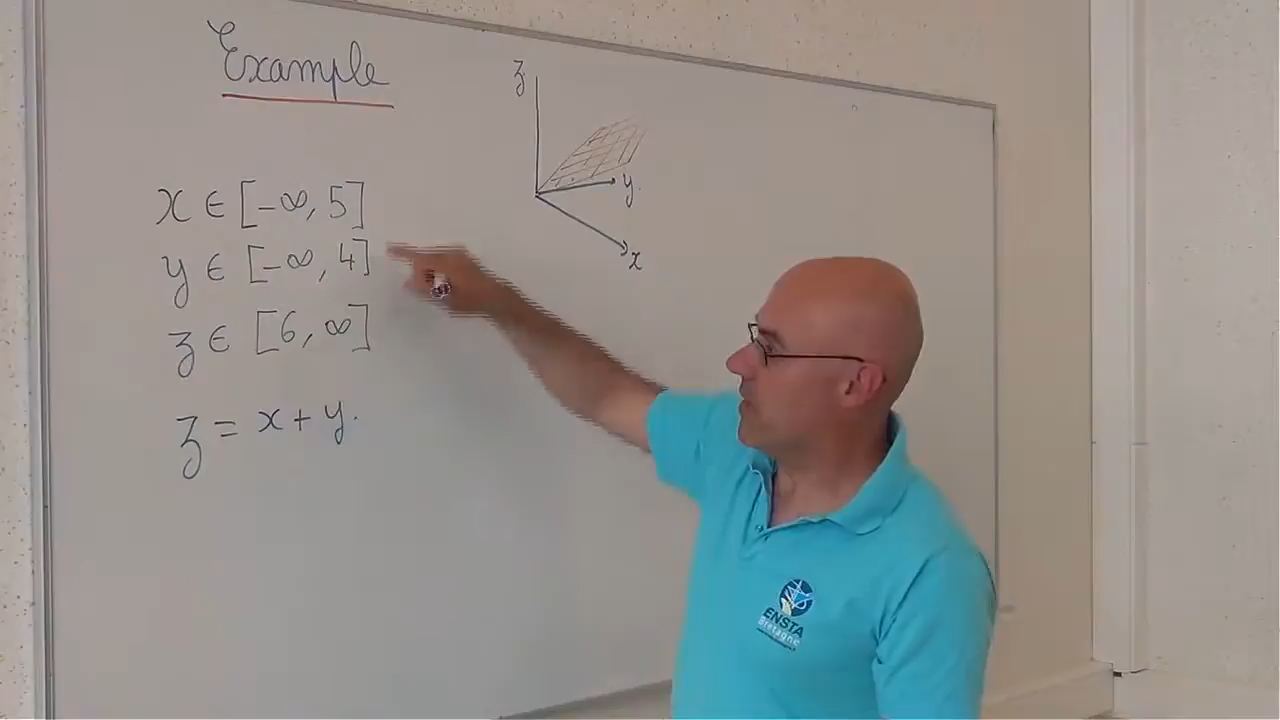 Example
z
y
x
x ∈ [-∞, 5]
y ∈ [-∞, 4]
z ∈ [6, ∞]
z = x + y.
ENSTA
Bretagne